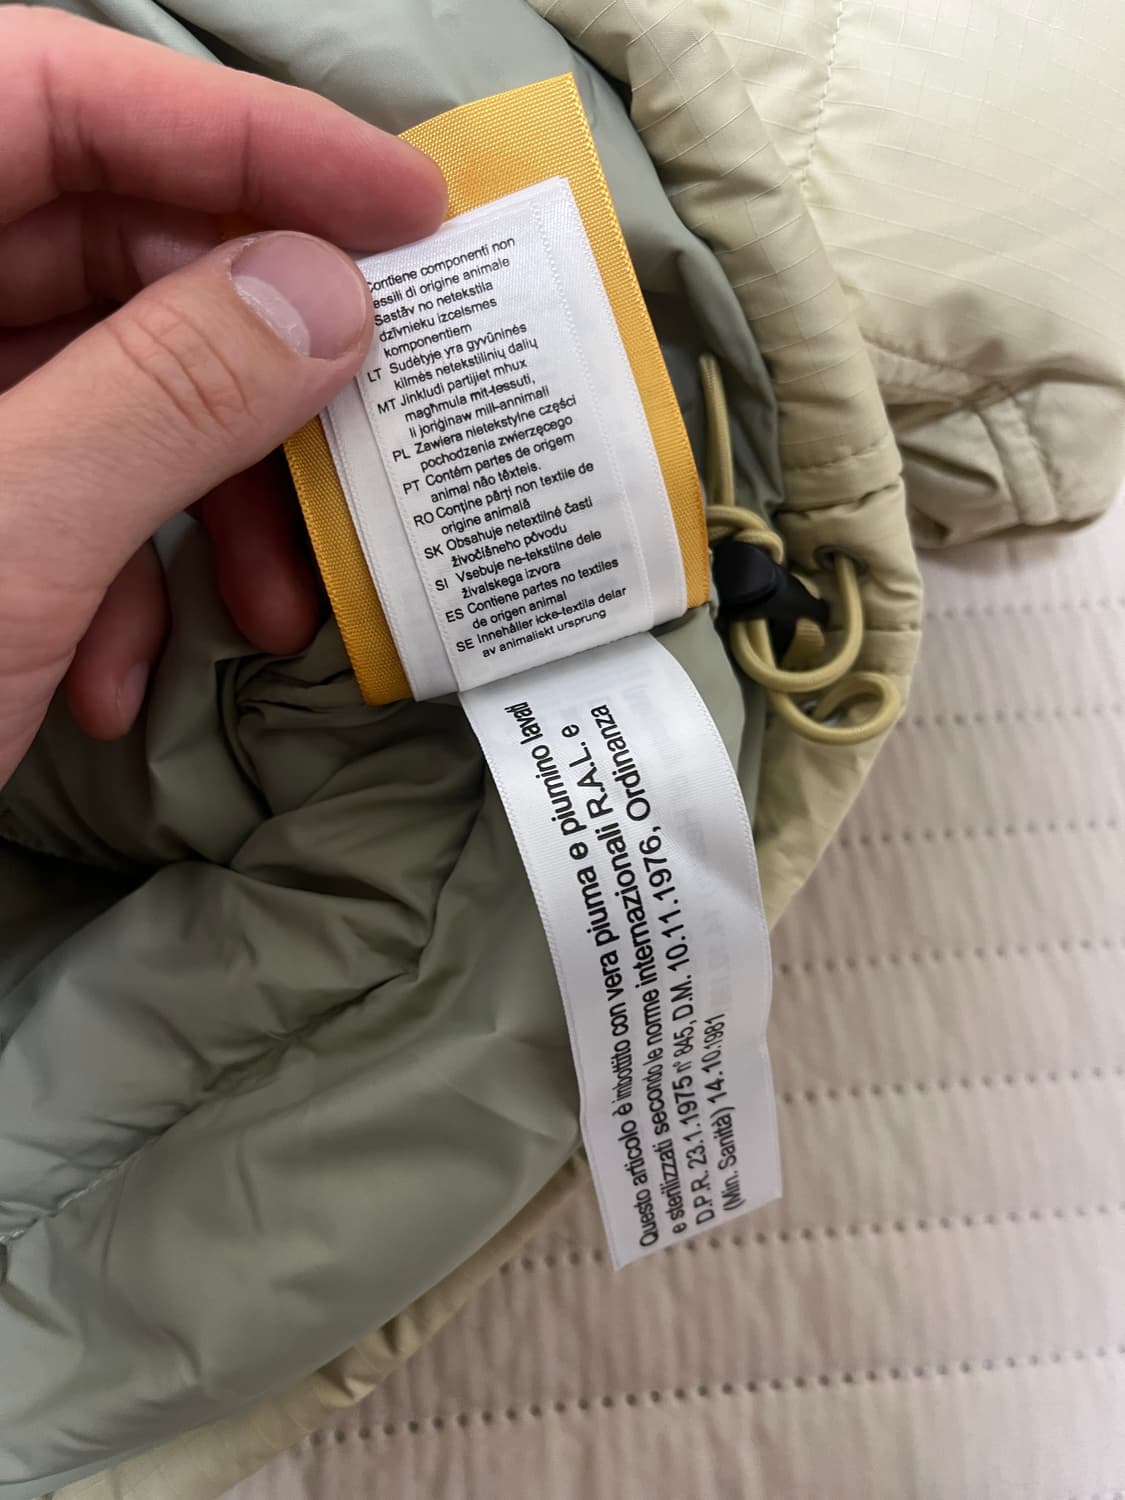 Contiene componenti non
essili di origine animale
Sastāv no netekstila
dzīvnieku izcelsmes
komponentiem
LT Sudėtyje yra gyvūninės
kilmės netekstilinių dalių
MT Jinkludi partijiet mhux
magħmula mit-tessuti,
li joriġinaw mill-annimali
PL Zawiera nietekstylne części
pochodzenia zwierzęcego
PT Contém partes de origem
animal não têxteis.
RO Conţine părţi non textile de
origine animală
SK Obsahuje netextilné časti
živočíšneho pôvodu
SI Vsebuje ne-tekstilne dele
živalskega izvora
ES Contiene partes no textiles
de origen animal
SE Innehåller icke-textila delar
av animaliskt ursprung
Questo articolo è imbottito con vera piuma e piumino lavati
e sterilizzati secondo le norme internazionali R.A.L. e
D.P.R. 23.1.1975 n° 845, D.M. 10.11.1976, Ordinanza
(Min. Sanità) 14.10.1981